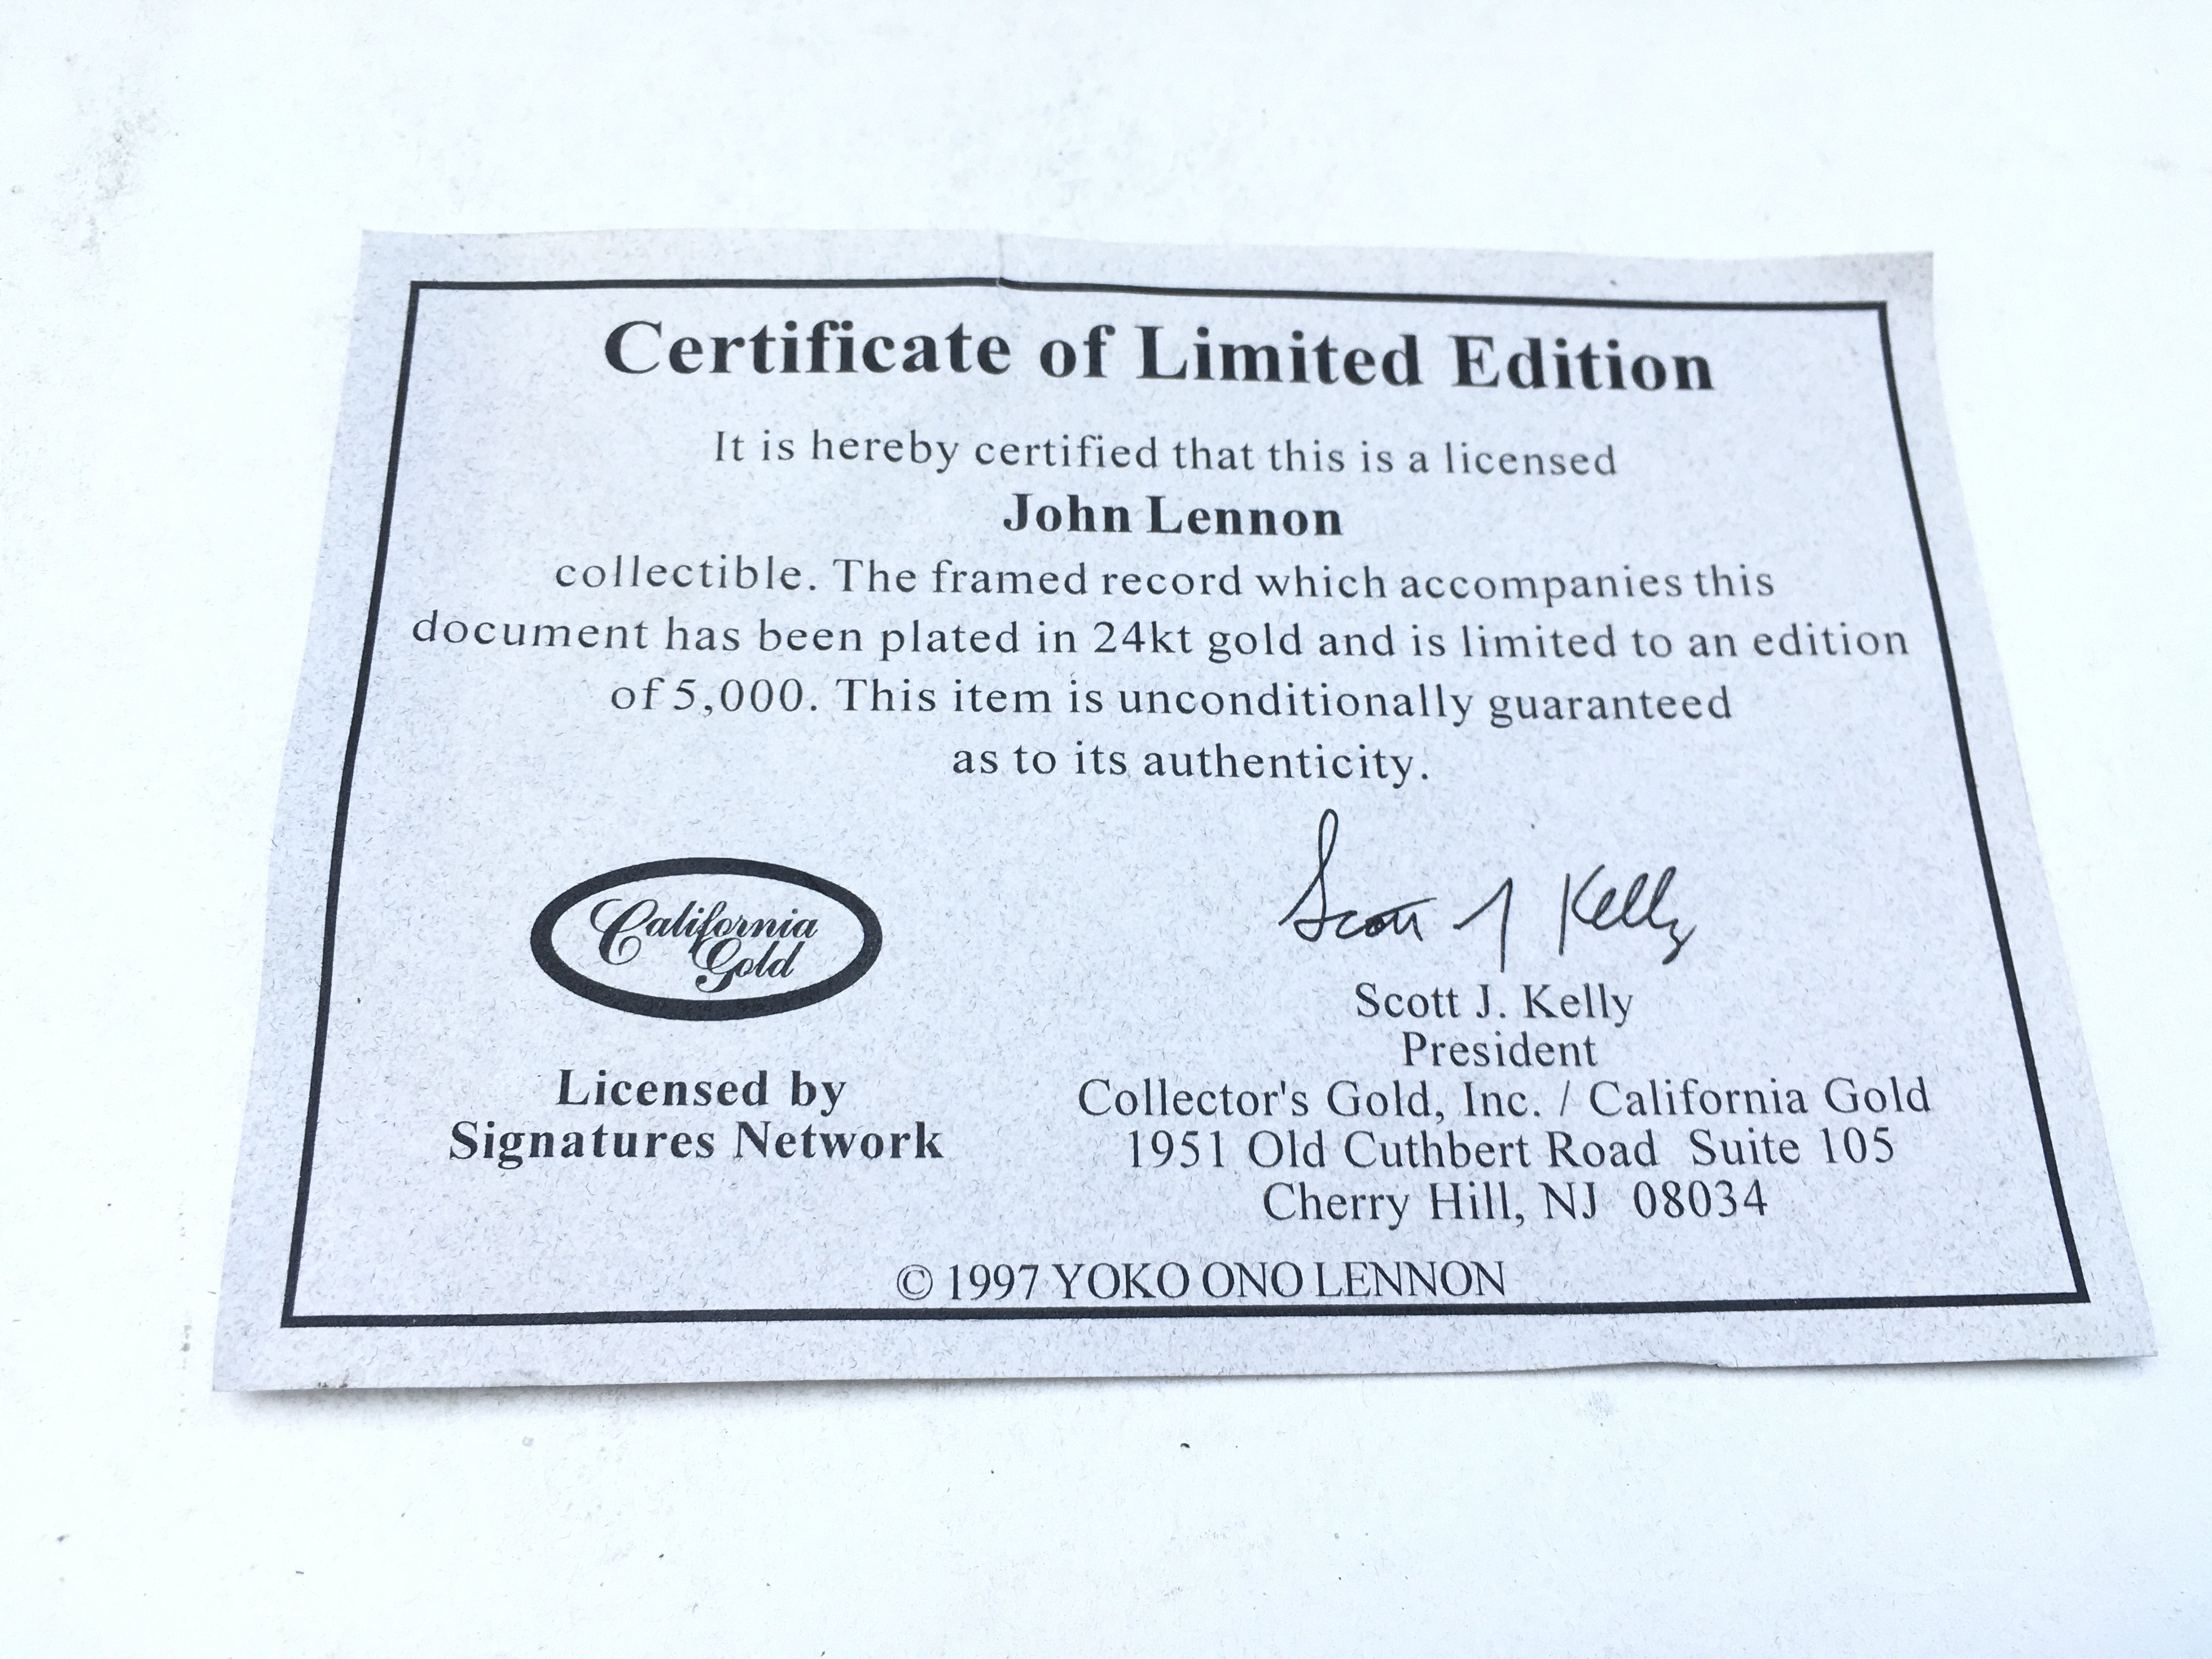 Certificate of Limited Edition
It is hereby certified that this is a licensed
John Lennon
collectible. The framed record which accompanies this
document has been plated in 24kt gold and is limited to an edition
of 5,000. This item is unconditionally guaranteed
as to its authenticity.
California
Gold
Licensed by
Signatures Network
Scott J Kelly
Scott J. Kelly
President
Collector's Gold, Inc. / California Gold
1951 Old Cuthbert Road Suite 105
Cherry Hill, NJ 08034
© 1997 YOKO ONO LENNON